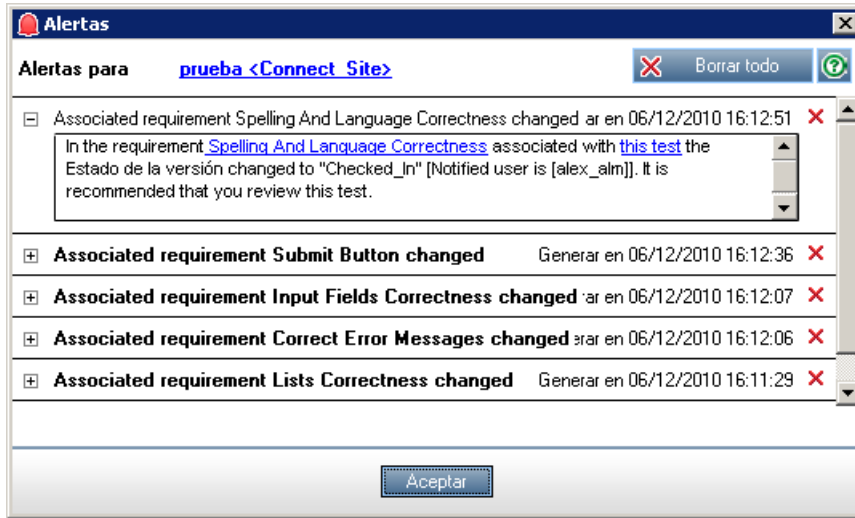 Alertas
Alertas para prueba <Connect_Site> Borrar todo
Associated requirement Spelling And Language Correctness changed ar en 06/12/2010 16:12:51
In the requirement Spelling And Language Correctness associated with this test the
Estado de la versión changed to "Checked_In" [Notified user is [alex_alm]]. It is
recommended that you review this test.
Associated requirement Submit Button changed Generar en 06/12/2010 16:12:36
Associated requirement Input Fields Correctness changed ar en 06/12/2010 16:12:07
Associated requirement Correct Error Messages changed rar en 06/12/2010 16:12:06
Associated requirement Lists Correctness changed Generar en 06/12/2010 16:11:29
Aceptar